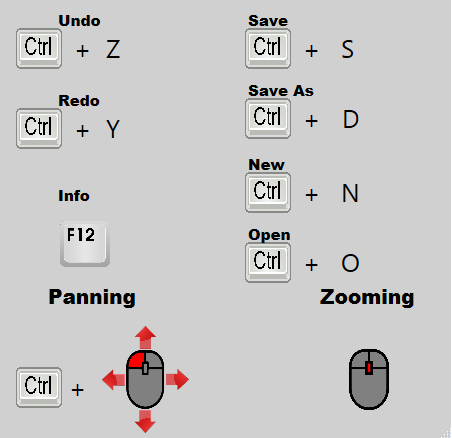 Undo
Ctrl + Z
Redo
Ctrl + Y
Info
F12
Save
Ctrl + S
Save As
Ctrl + D
New
Ctrl + N
Open
Ctrl + O
Panning
Ctrl +
Zooming